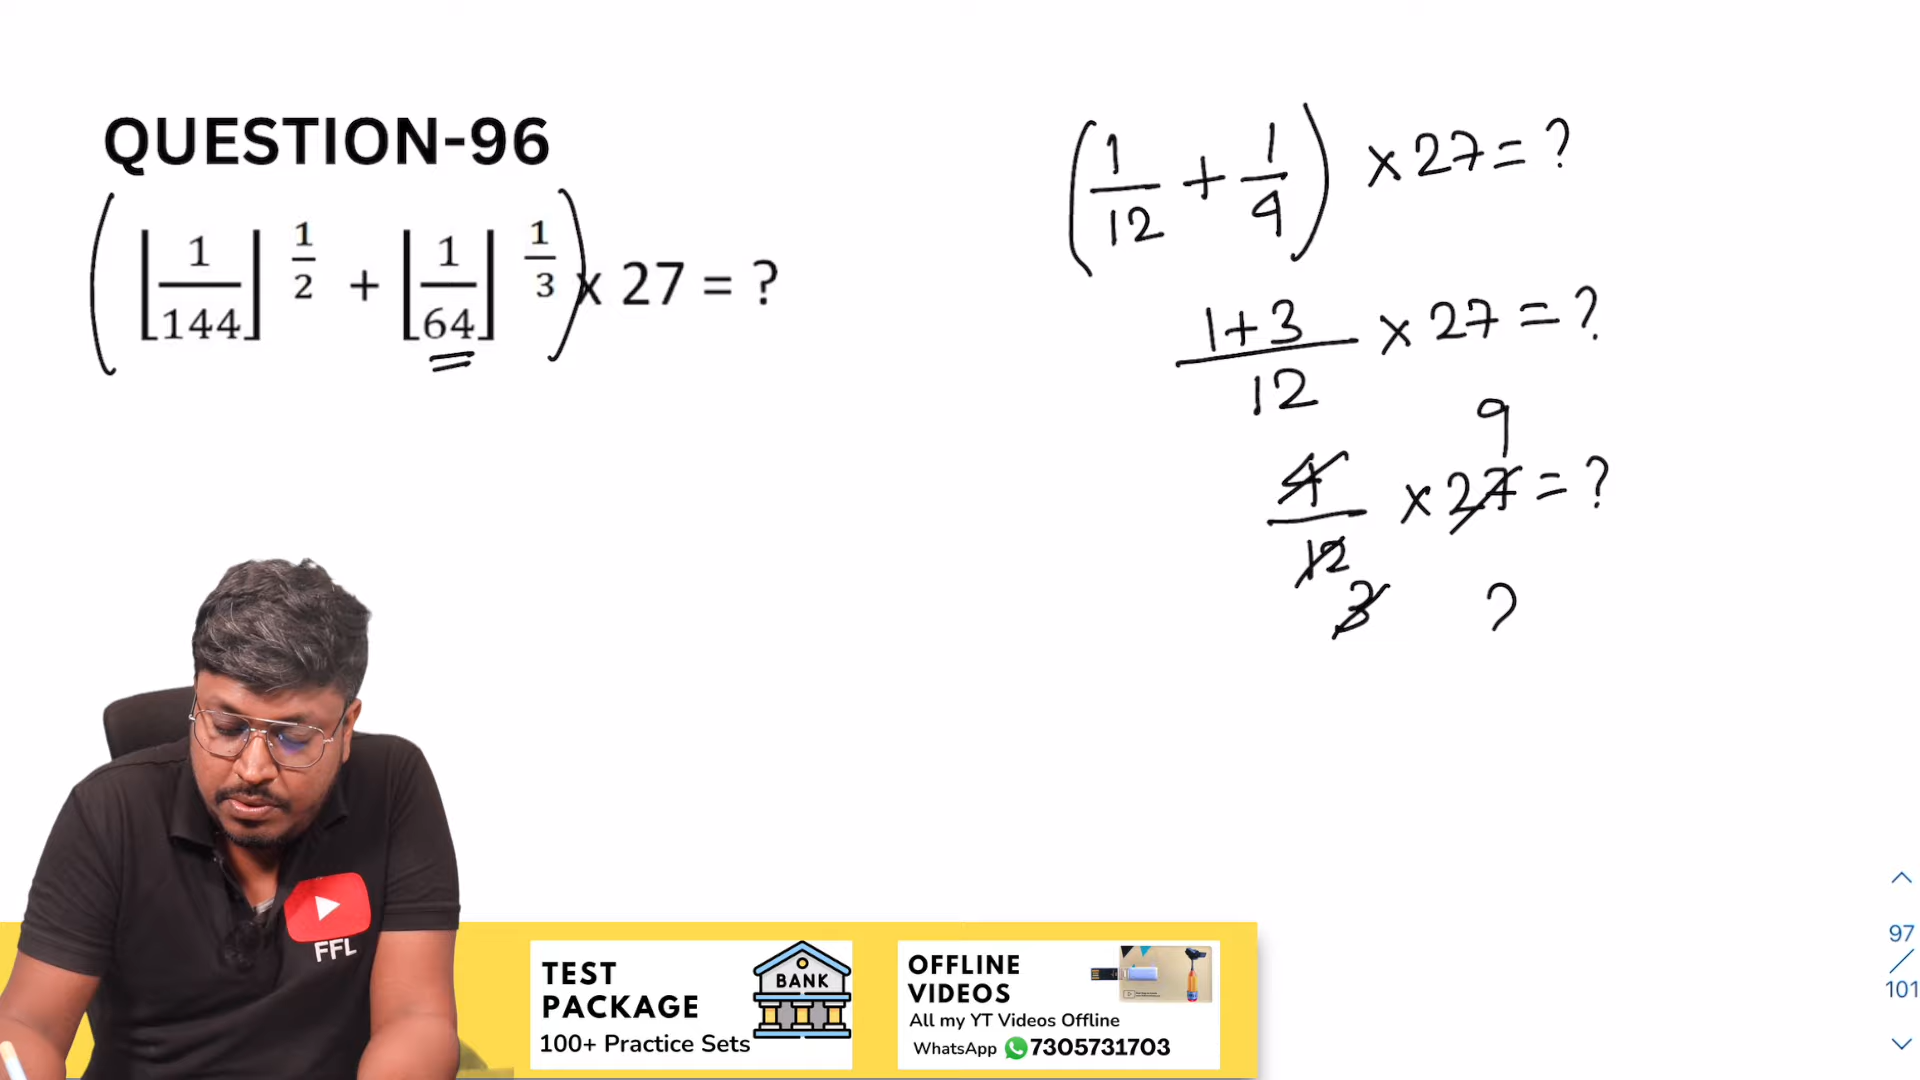 QUESTION-96
( ⌊1/144⌋ 1/2 + ⌊1/64⌋ 1/3 ) x 27 = ?
( 1/12 + 1/9 ) × 27 = ?
1+3/12 × 27 = ?
9
4/12 × 27 = ?
3
?
FFL
TEST
PACKAGE
100+ Practice Sets
BANK
OFFLINE
VIDEOS
All my YT Videos Offline
WhatsApp 7305731703
97
/
101